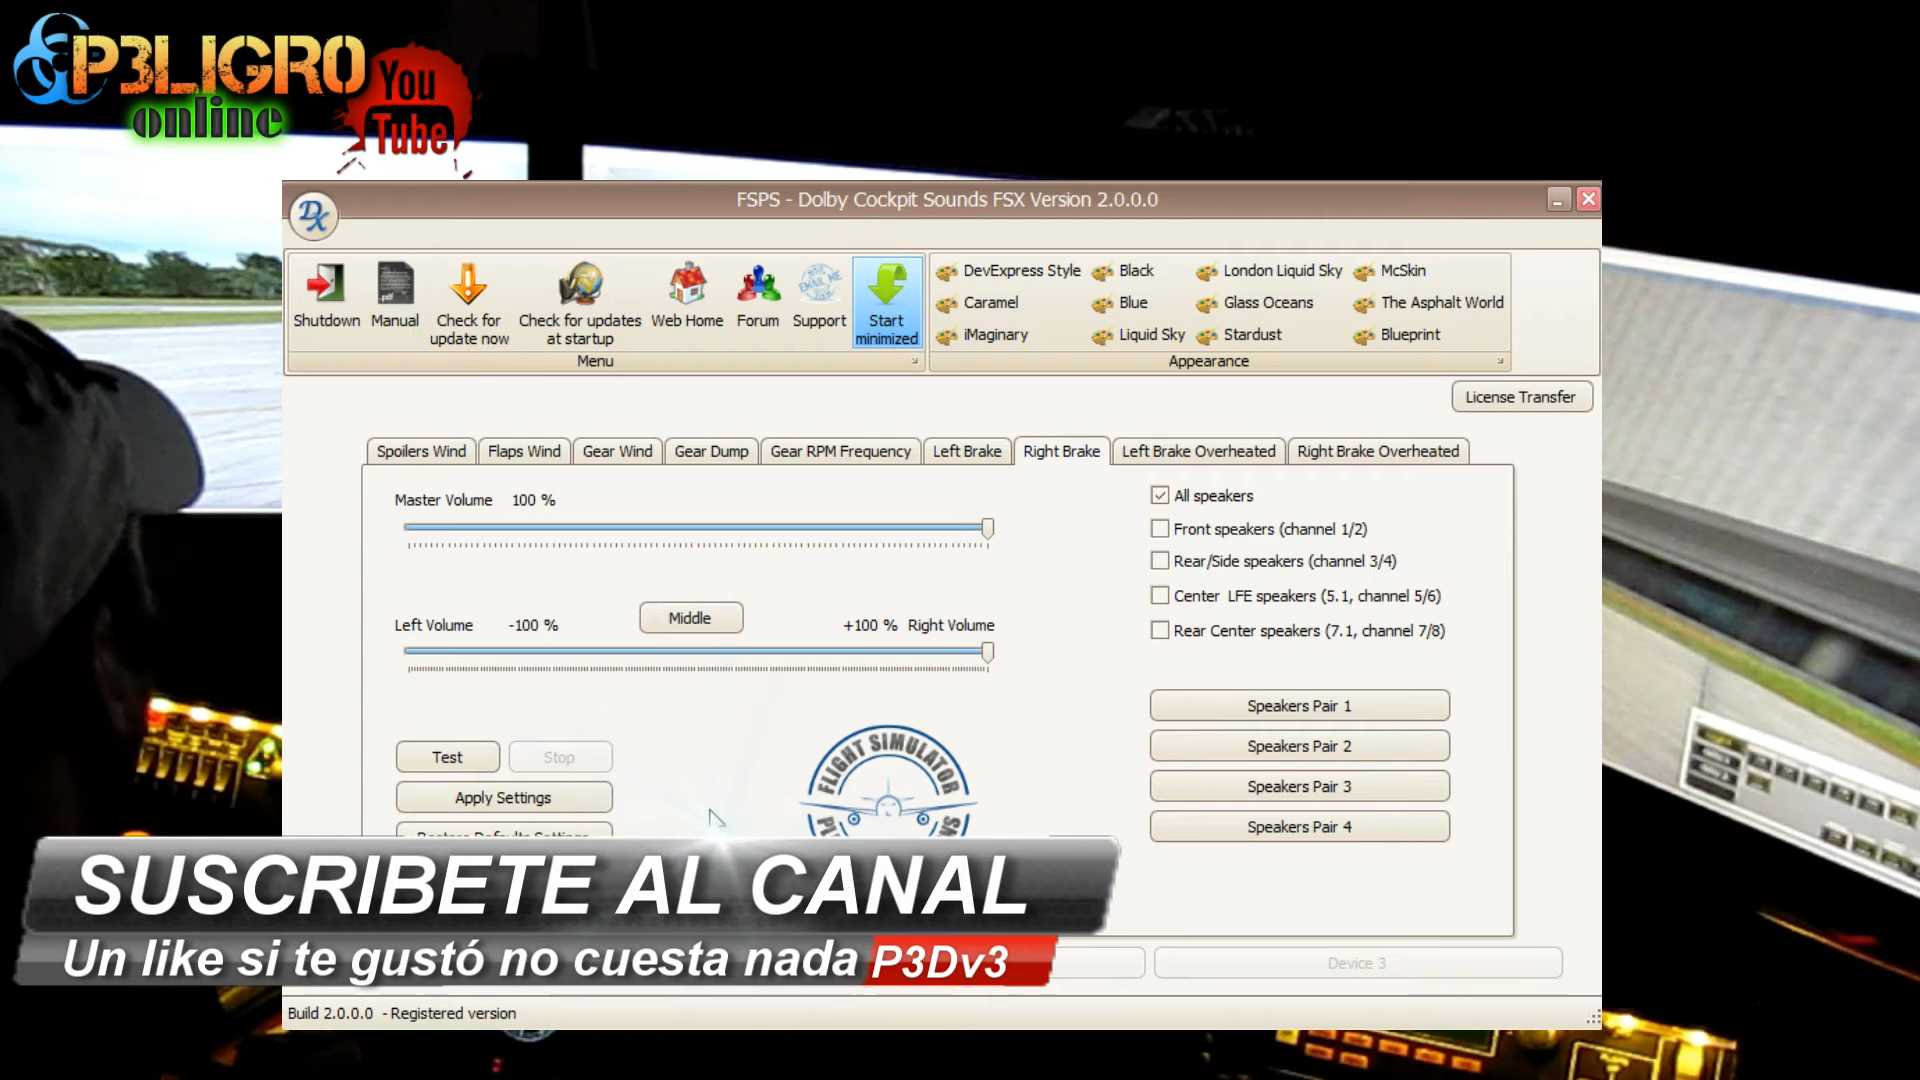 P3LIGRO
online
You
Tube
FSPS - Dolby Cockpit Sounds FSX Version 2.0.0.0
DX
Shutdown
Manual
Check for
update now
Check for updates
at startup
Web Home
Forum
Support
Start
minimized
Menu
DevExpress Style
Black
London Liquid Sky
McSkin
Caramel
Blue
Glass Oceans
The Asphalt World
iMaginary
Liquid Sky
Stardust
Blueprint
Appearance
License Transfer
Spoilers Wind
Flaps Wind
Gear Wind
Gear Dump
Gear RPM Frequency
Left Brake
Right Brake
Left Brake Overheated
Right Brake Overheated
Master Volume 100 %
All speakers
Front speakers (channel 1/2)
Rear/Side speakers (channel 3/4)
Center LFE speakers (5.1, channel 5/6)
Rear Center speakers (7.1, channel 7/8)
Left Volume -100 %
Middle
+100 % Right Volume
Speakers Pair 1
Speakers Pair 2
Speakers Pair 3
Speakers Pair 4
Test
Stop
Apply Settings
Restore Defaults Settings
FLIGHT SIMULATOR
SUSCRIBETE AL CANAL
Un like si te gustó no cuesta nada P3Dv3
Device 3
Build 2.0.0.0 - Registered version